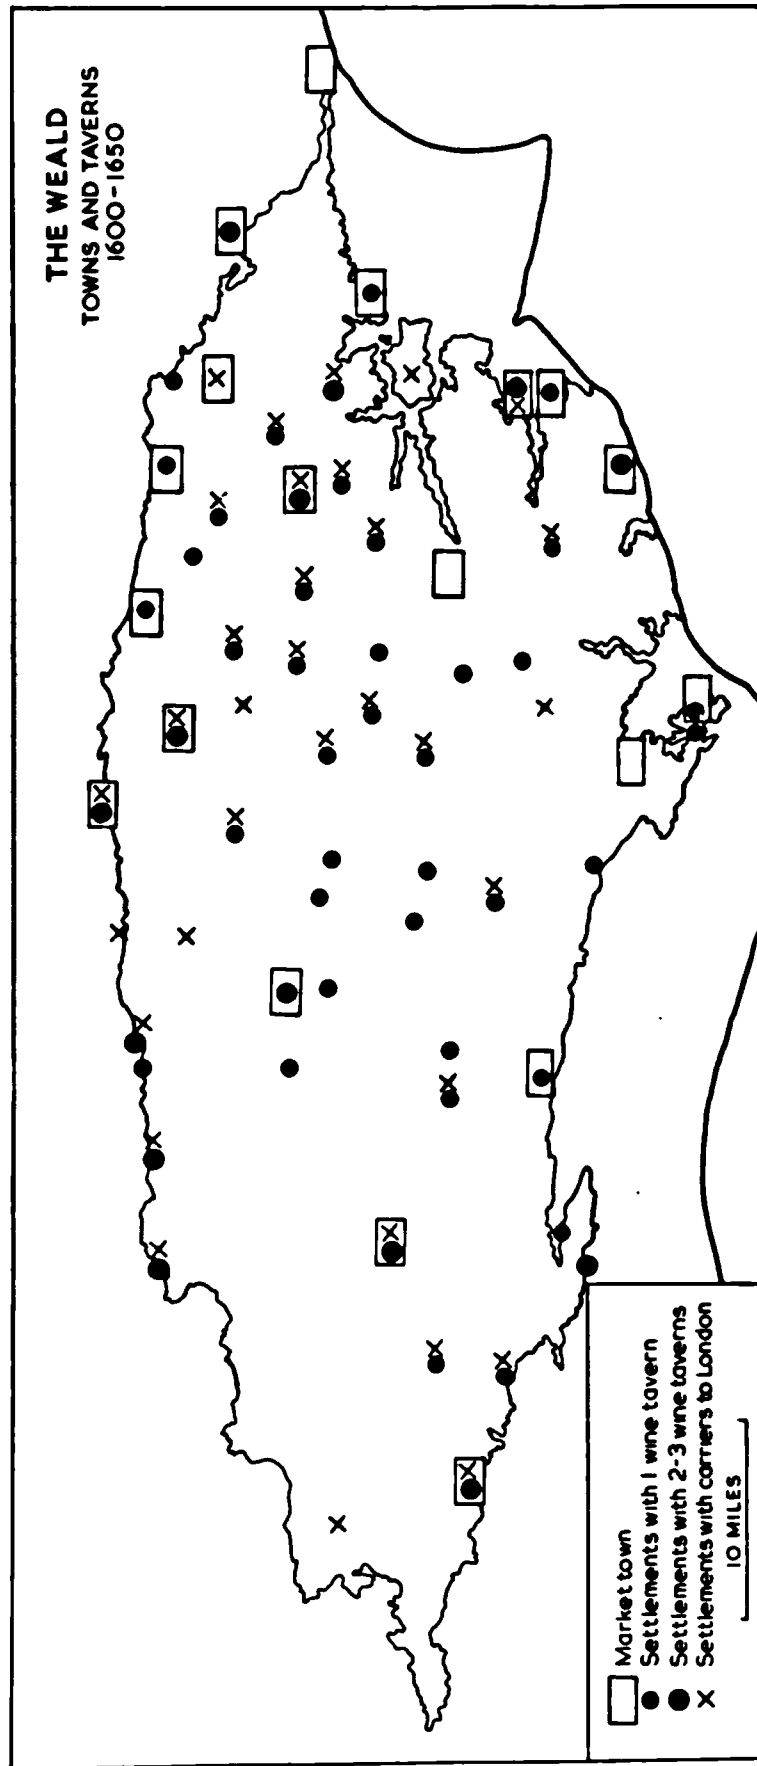 THE WEALD
TOWNS AND TAVERNS
1600-1650
Market town
Settlements with 1 wine tavern
Settlements with 2-3 wine taverns
Settlements with carriers to London
10 MILES